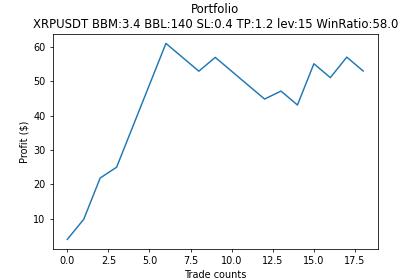 Portfolio
XRPUSDT BBM:3.4 BBL:140 SL:0.4 TP:1.2 lev:15 WinRatio:58.0
60
50
40
30
20
10
Profit ($)
0.0 2.5 5.0 7.5 10.0 12.5 15.0 17.5
Trade counts